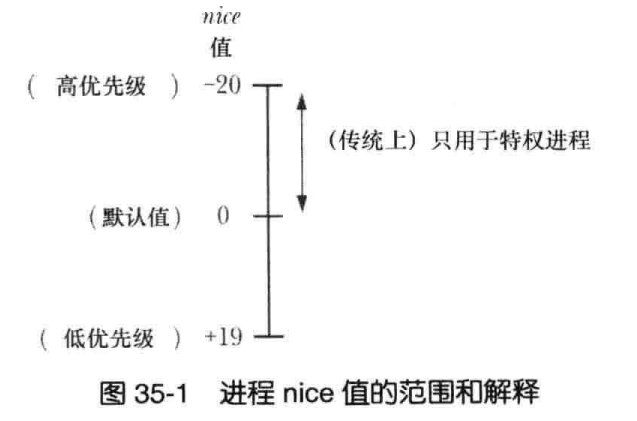 nice
值
( 高优先级 ) -20
(传统上) 只用于特权进程
(默认值) 0
( 低优先级 ) +19
图 35-1 进程 nice 值的范围和解释